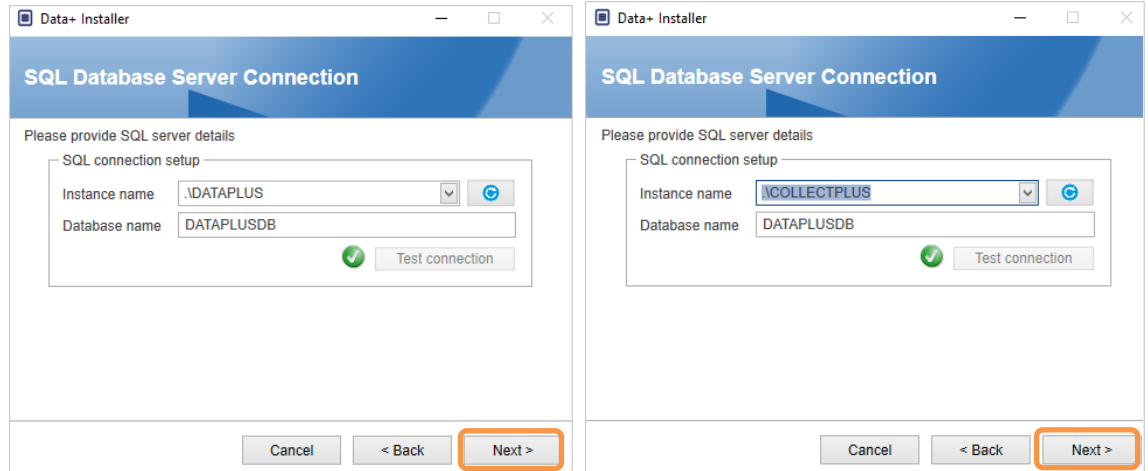 Data+ Installer
SQL Database Server Connection
Please provide SQL server details
SQL connection setup
Instance name .\DATAPLUS
Database name DATAPLUSDB
Test connection
Cancel < Back Next >
Data+ Installer
SQL Database Server Connection
Please provide SQL server details
SQL connection setup
Instance name .\COLLECTPLUS
Database name DATAPLUSDB
Test connection
Cancel < Back Next >